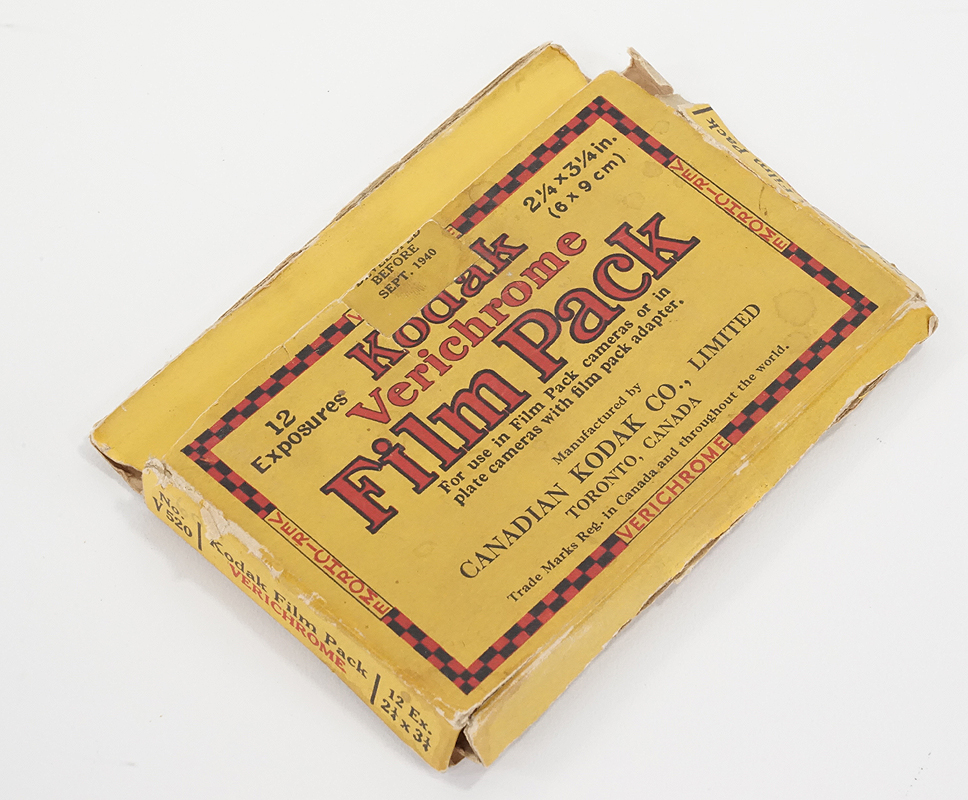 2¼ x 3¼ in.
(6 x 9 cm)
BEFORE
SEPT. 1940
Kodak
Verichrome
Film Pack
12
Exposures
For use in Film Pack cameras or in
plate cameras with film pack adapter.
Manufactured by
CANADIAN KODAK CO., LIMITED
TORONTO, CANADA
Trade Marks Reg. in Canada and throughout the world.
VERICHROME
VERICHROME
VERICHROME
No.
V 520
Kodak Film Pack
VERICHROME
12 Ex.
2¼ x 3¼
Pack